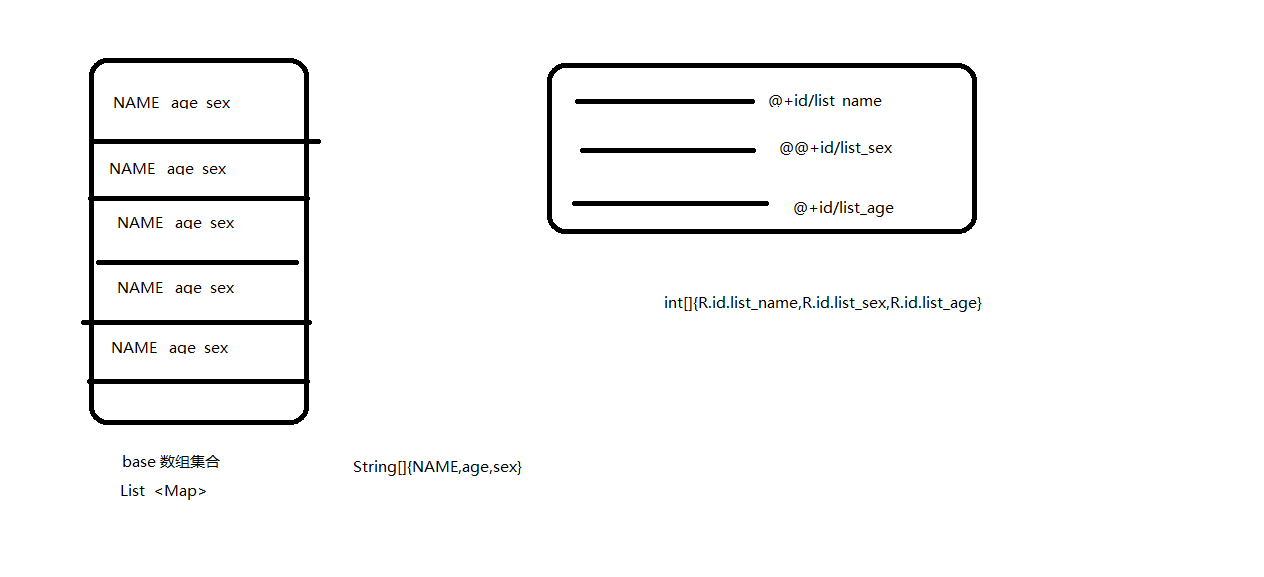 NAME age sex
NAME age sex
NAME age sex
NAME age sex
NAME age sex
base 数组集合
List <Map>
String[]{NAME,age,sex}
@+id/list name
@@+id/list_sex
@+id/list_age
int[]{R.id.list_name,R.id.list_sex,R.id.list_age}